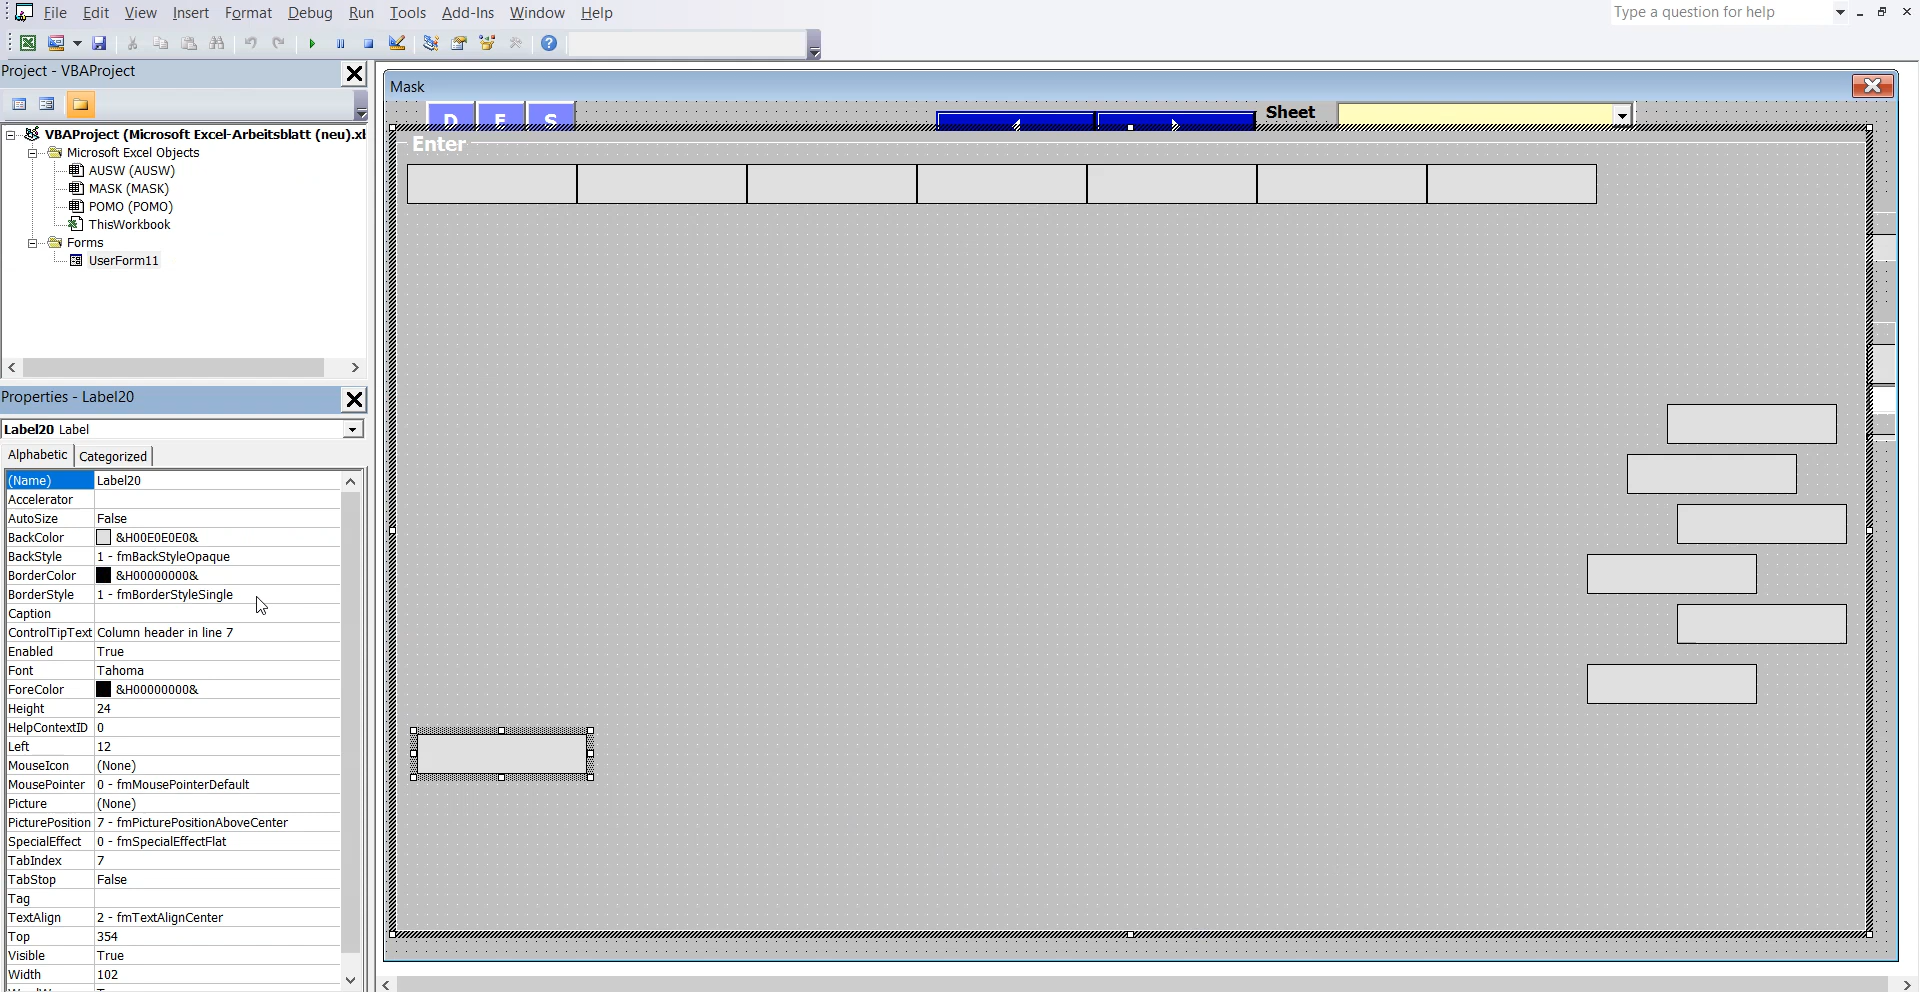 File Edit View Insert Format Debug Run Tools Add-Ins Window Help Type a question for help
Project - VBAProject
VBAProject (Microsoft Excel-Arbeitsblatt (neu).xl
Microsoft Excel Objects
AUSW (AUSW)
MASK (MASK)
POMO (POMO)
ThisWorkbook
Forms
UserForm11
Properties - Label20
Label20 Label
Alphabetic Categorized
(Name) Label20
Accelerator
AutoSize False
BackColor &H00E0E0E0&
BackStyle 1 - fmBackStyleOpaque
BorderColor &H00000000&
BorderStyle 1 - fmBorderStyleSingle
Caption
ControlTipText Column header in line 7
Enabled True
Font Tahoma
ForeColor &H00000000&
Height 24
HelpContextID 0
Left 12
MouseIcon (None)
MousePointer 0 - fmMousePointerDefault
Picture (None)
PicturePosition 7 - fmPicturePositionAboveCenter
SpecialEffect 0 - fmSpecialEffectFlat
TabIndex 7
TabStop False
Tag
TextAlign 2 - fmTextAlignCenter
Top 354
Visible True
Width 102
Mask
D E S
Sheet
Enter